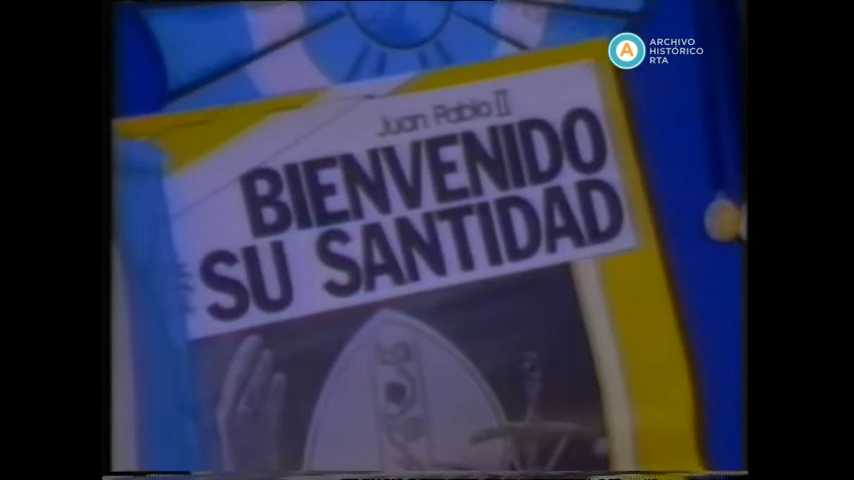 A ARCHIVO
HISTÓRICO
RTA
Juan Pablo II
BIENVENIDO
SU SANTIDAD